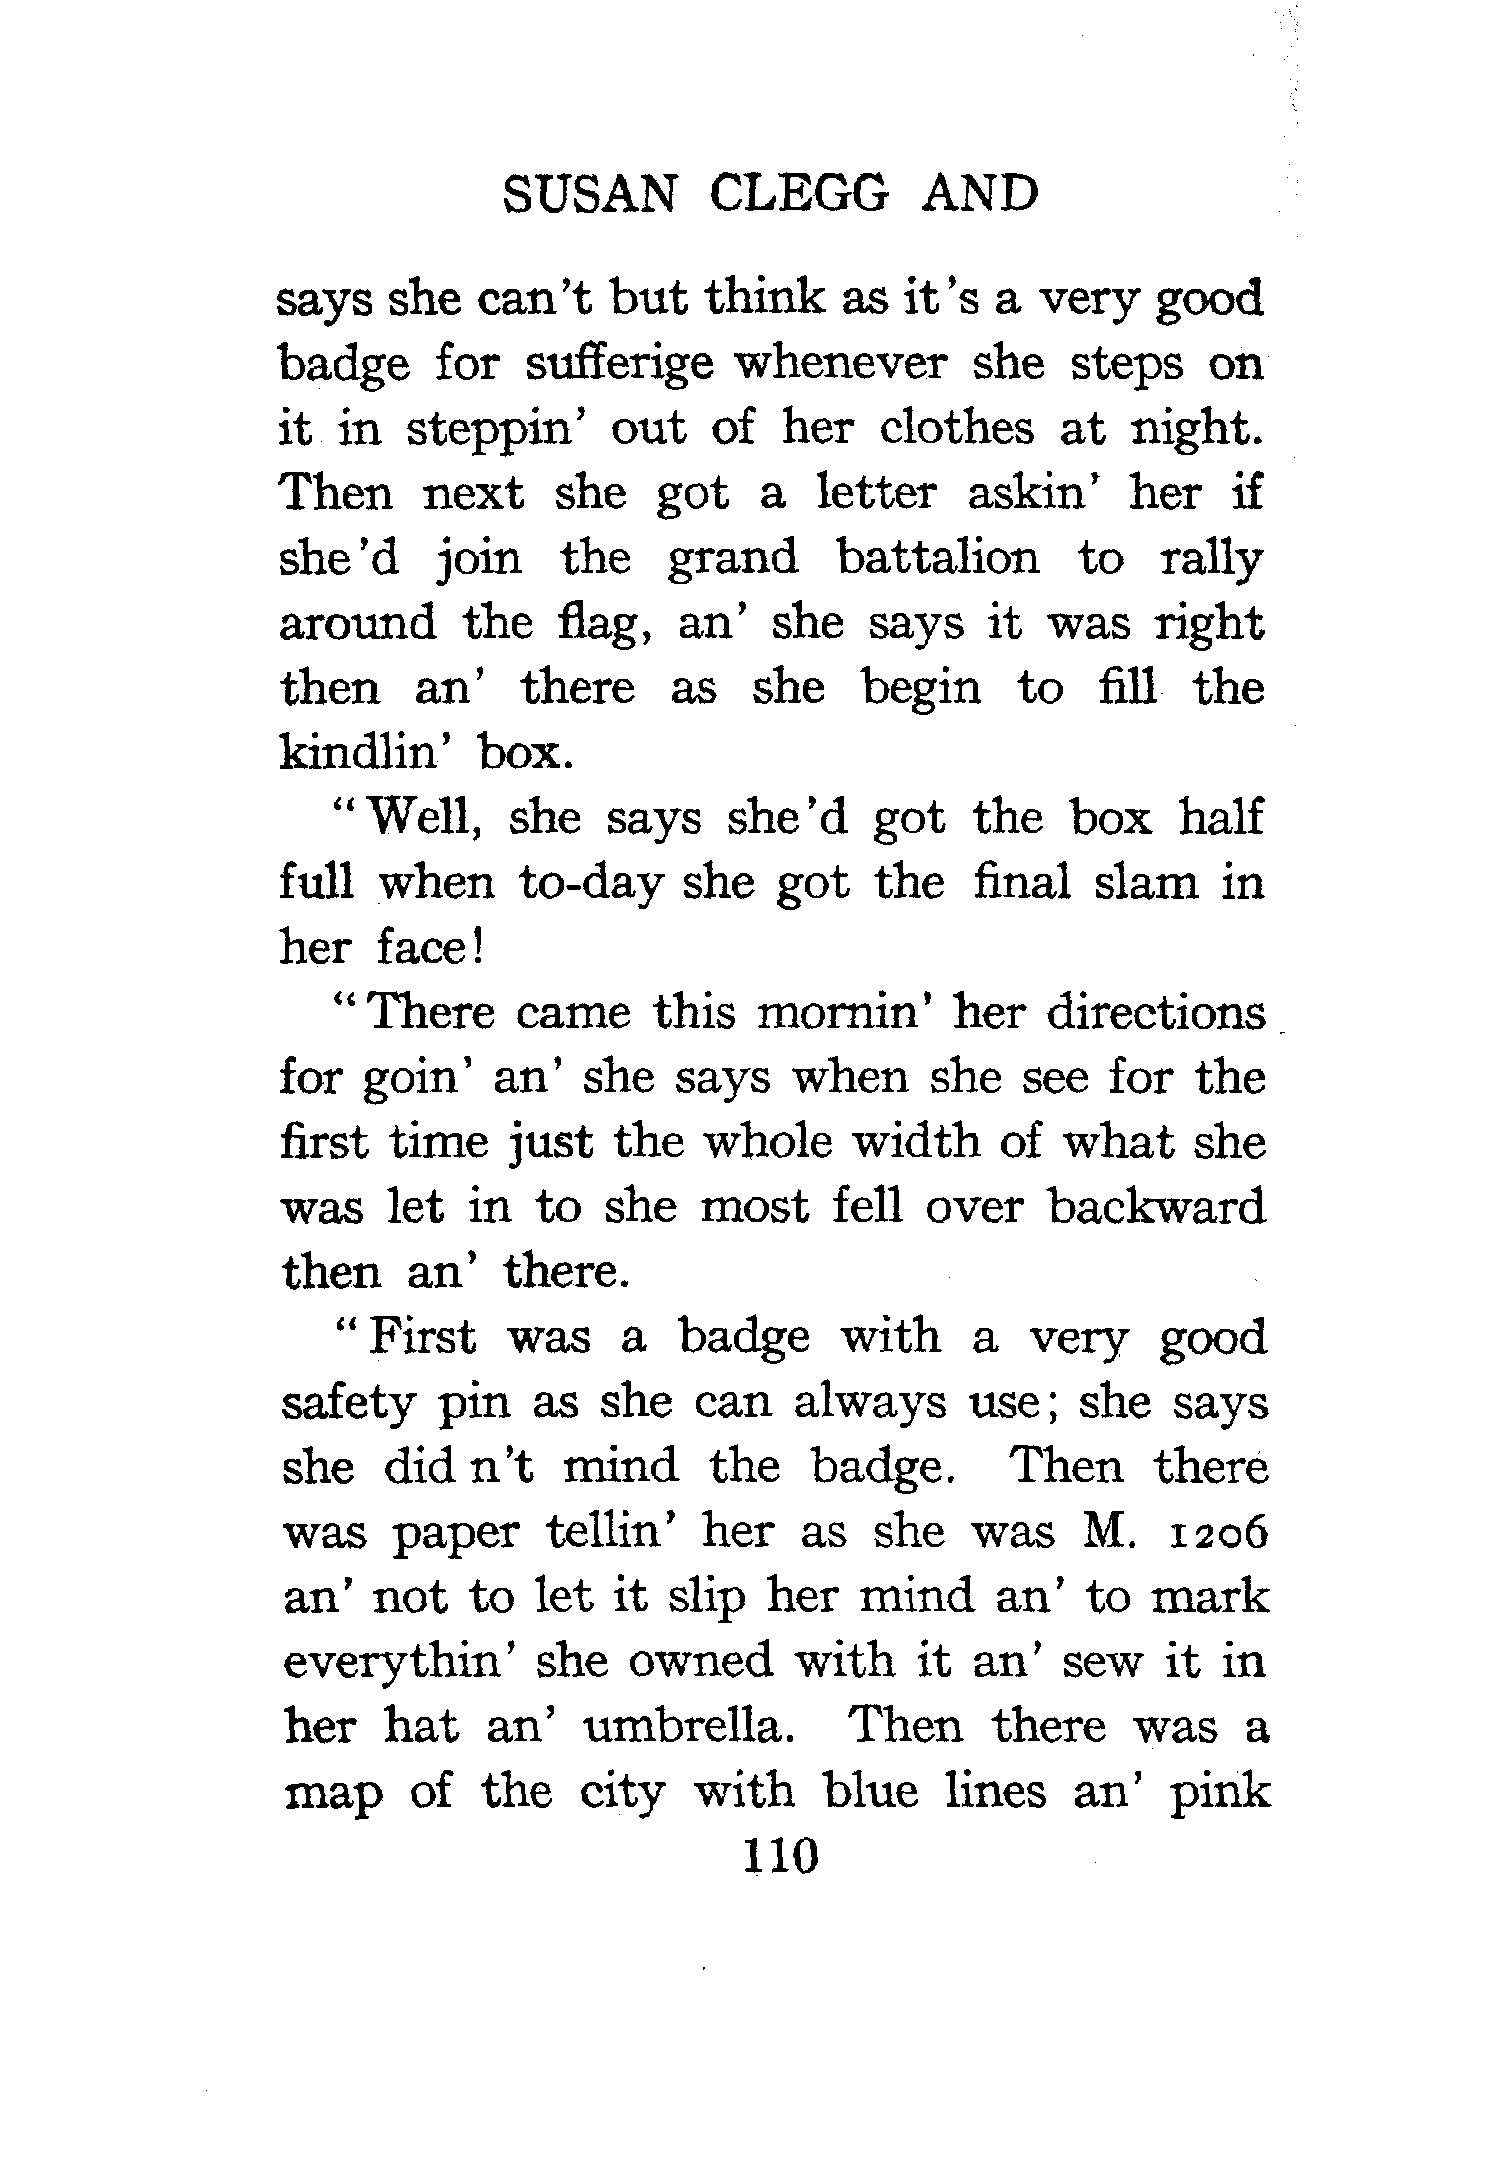 SUSAN CLEGG AND
says she can't but think as it's a very good
badge for sufferige whenever she steps on
it in steppin' out of her clothes at night.
Then next she got a letter askin' her if
she'd join the grand battalion to rally
around the flag, an' she says it was right
then an' there as she begin to fill the
kindlin' box.
"Well, she says she'd got the box half
full when to-day she got the final slam in
her face!
"There came this mornin' her directions
for goin' an' she says when she see for the
first time just the whole width of what she
was let in to she most fell over backward
then an' there.
"First was a badge with a very good
safety pin as she can always use; she says
she did n't mind the badge. Then there
was paper tellin' her as she was M. 1206
an' not to let it slip her mind an' to mark
everythin' she owned with it an' sew it in
her hat an' umbrella. Then there was a
map of the city with blue lines an' pink
110